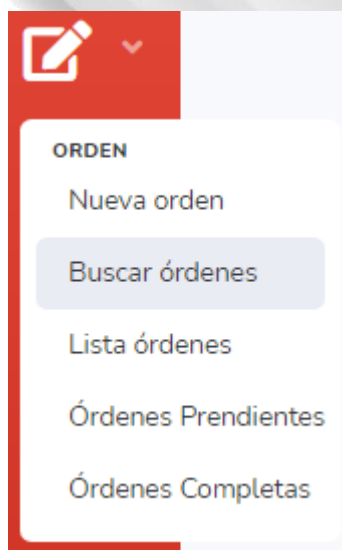 ORDEN
Nueva orden
Buscar órdenes
Lista órdenes
Órdenes Prendientes
Órdenes Completas